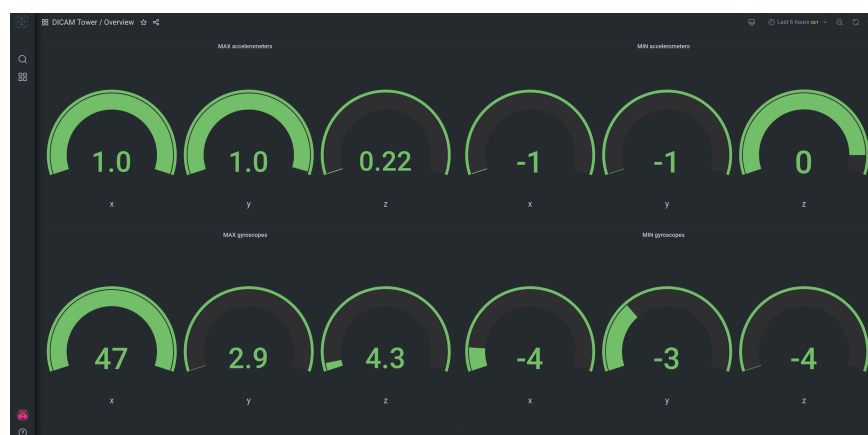 DICAM Tower / Overview
Last 6 hours
MAX accelerometers
MIN accelerometers
1.0
1.0
0.22
-1
-1
0
x
y
z
x
y
z
MAX gyroscopes
MIN gyroscopes
47
2.9
4.3
-4
-3
-4
x
y
z
x
y
z